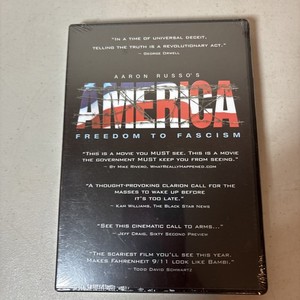 "IN A TIME OF UNIVERSAL DECEIT,
TELLING THE TRUTH IS A REVOLUTIONARY ACT."
- GEORGE ORWELL
AARON RUSSO'S
AMERICA
FREEDOM TO FASCISM
"THIS IS A MOVIE YOU MUST SEE. THIS IS A MOVIE
THE GOVERNMENT MUST KEEP YOU FROM SEEING."
- BY MIKE RIVERO, WHATREALLYHAPPENED.COM
"A THOUGHT-PROVOKING CLARION CALL FOR THE
MASSES TO WAKE UP BEFORE
IT'S TOO LATE."
- KAM WILLIAMS, THE BLACK STAR NEWS
"SEE THIS CINEMATIC CALL TO ARMS..."
- JEFF CRAIG, SIXTY SECOND PREVIEW
"THE SCARIEST FILM YOU'LL SEE THIS YEAR.
MAKES FAHRENHEIT 9/11 LOOK LIKE BAMBI."
- TODD DAVID SCHWARTZ